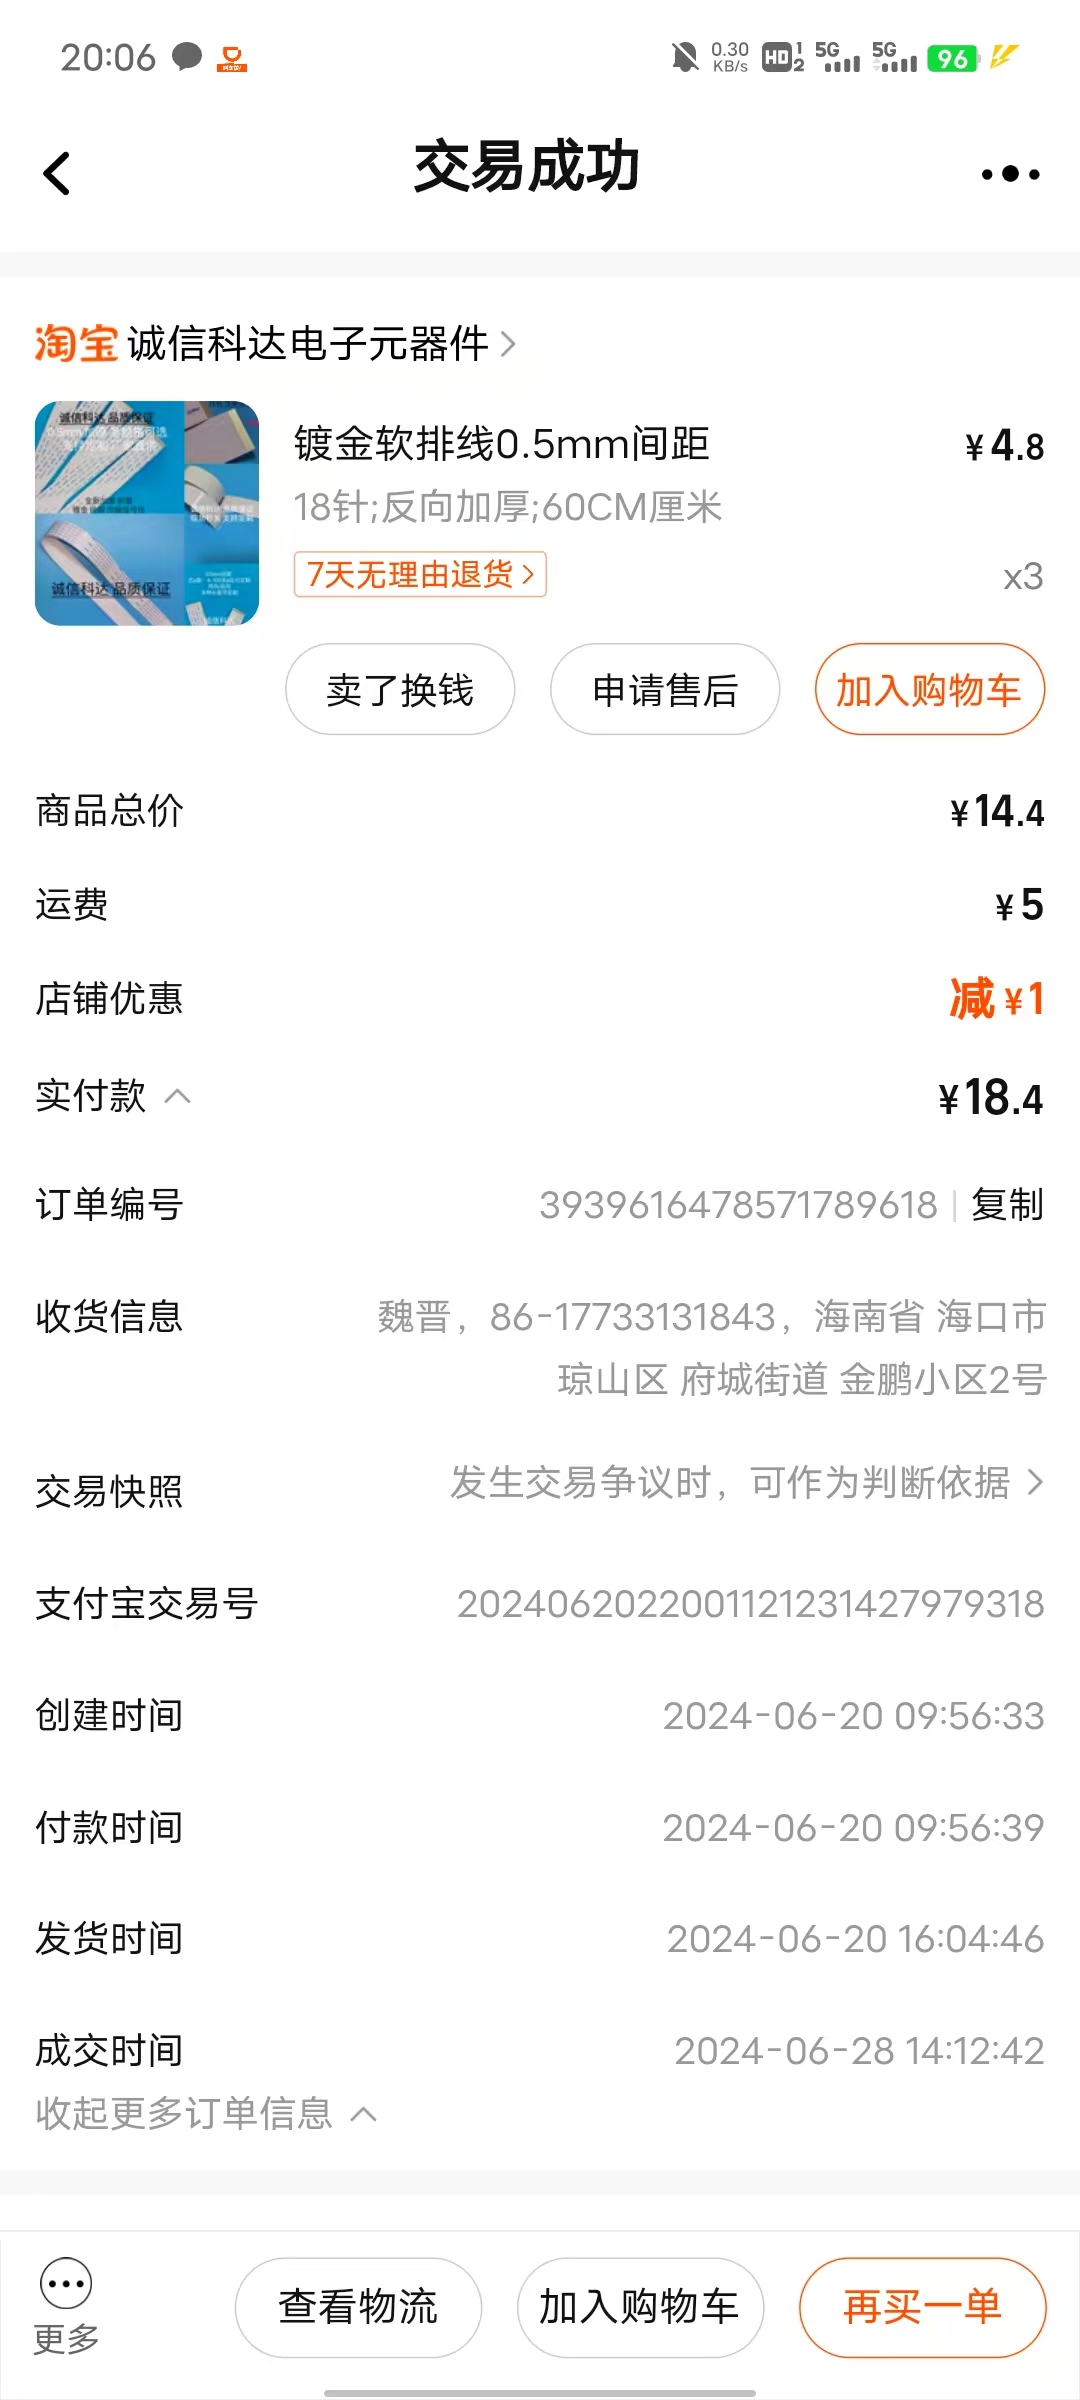 20:06 0.30 KB/s HD 1 2 5G 5G 96
交易成功
淘宝 诚信科达电子元器件
诚信科达 品质保证
诚信科达 品质保证
镀金软排线0.5mm间距 ¥4.8
18针;反向加厚;60CM厘米
7天无理由退货 x3
卖了换钱 申请售后 加入购物车
商品总价 ¥14.4
运费 ¥5
店铺优惠 减¥1
实付款 ¥18.4
订单编号 3939616478571789618 | 复制
收货信息 魏晋，86-17733131843，海南省 海口市
琼山区 府城街道 金鹏小区2号
交易快照 发生交易争议时，可作为判断依据
支付宝交易号 2024062022001121231427979318
创建时间 2024-06-20 09:56:33
付款时间 2024-06-20 09:56:39
发货时间 2024-06-20 16:04:46
成交时间 2024-06-28 14:12:42
收起更多订单信息
更多 查看物流 加入购物车 再买一单